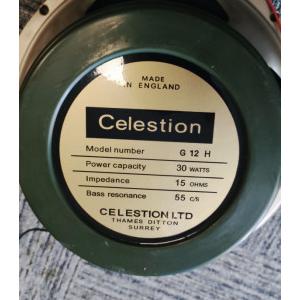 MADE
IN ENGLAND
Celestion
Model number G 12 H
Power capacity 30 WATTS
Impedance 15 OHMS
Bass resonance 55 C/S
CELESTION LTD
THAMES DITTON
SURREY